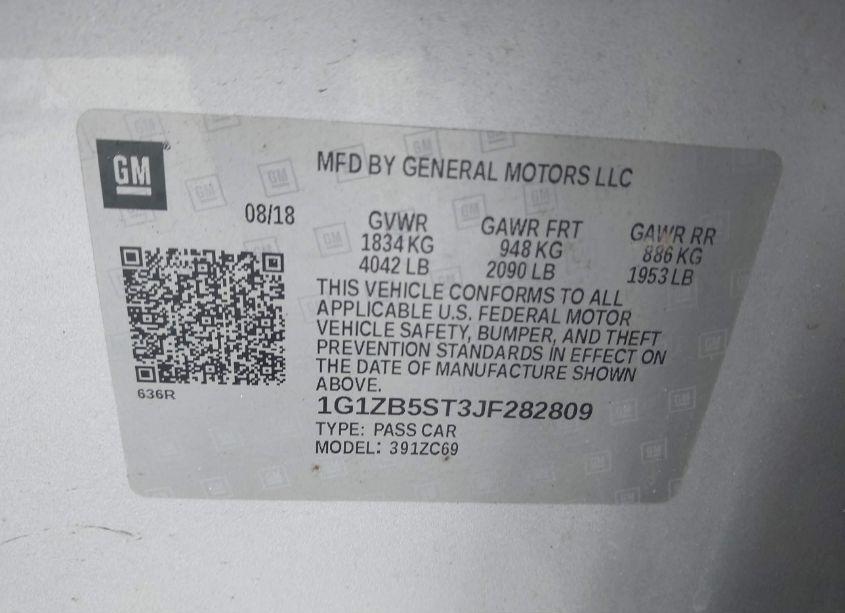 GM
MFD BY GENERAL MOTORS LLC
08/18
GVWR GAWR FRT GAWR RR
1834 KG 948 KG 886 KG
4042 LB 2090 LB 1953 LB
THIS VEHICLE CONFORMS TO ALL
APPLICABLE U.S. FEDERAL MOTOR
VEHICLE SAFETY, BUMPER, AND THEFT
PREVENTION STANDARDS IN EFFECT ON
THE DATE OF MANUFACTURE SHOWN
ABOVE.
636R
1G1ZB5ST3JF282809
TYPE: PASS CAR
MODEL: 391ZC69